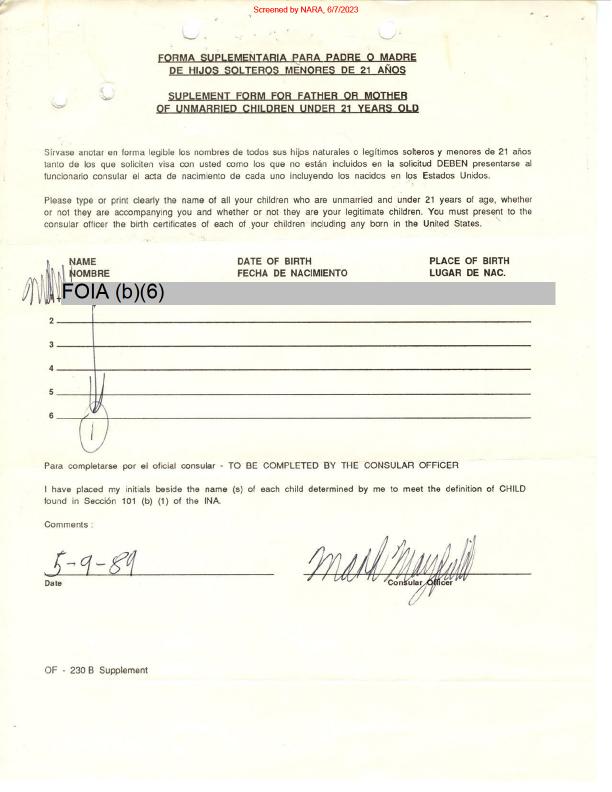 Screened by NARA, 6/7/2023
FORMA SUPLEMENTARIA PARA PADRE O MADRE
DE HIJOS SOLTEROS MENORES DE 21 AÑOS
SUPLEMENT FORM FOR FATHER OR MOTHER
OF UNMARRIED CHILDREN UNDER 21 YEARS OLD
Sírvase anotar en forma legible los nombres de todos sus hijos naturales o legítimos solteros y menores de 21 años
tanto de los que soliciten visa con usted como los que no están incluidos en la solicitud DEBEN presentarse al
funcionario consular el acta de nacimiento de cada uno incluyendo los nacidos en los Estados Unidos.
Please type or print clearly the name of all your children who are unmarried and under 21 years of age, whether
or not they are accompanying you and whether or not they are your legitimate children. You must present to the
consular officer the birth certificates of each of your children including any born in the United States.
NAME DATE OF BIRTH PLACE OF BIRTH
NOMBRE FECHA DE NACIMIENTO LUGAR DE NAC.
FOIA (b)(6)
2
3
4
5
6
1
Para completarse por el oficial consular - TO BE COMPLETED BY THE CONSULAR OFFICER
I have placed my initials beside the name (s) of each child determined by me to meet the definition of CHILD
found in Sección 101 (b) (1) of the INA.
Comments :
5-9-89 Mark Mayfield
Date Consular Officer
OF - 230 B Supplement